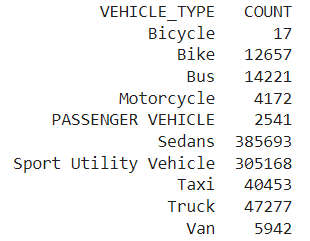 VEHICLE_TYPE COUNT
Bicycle 17
Bike 12657
Bus 14221
Motorcycle 4172
PASSENGER VEHICLE 2541
Sedans 385693
Sport Utility Vehicle 305168
Taxi 40453
Truck 47277
Van 5942